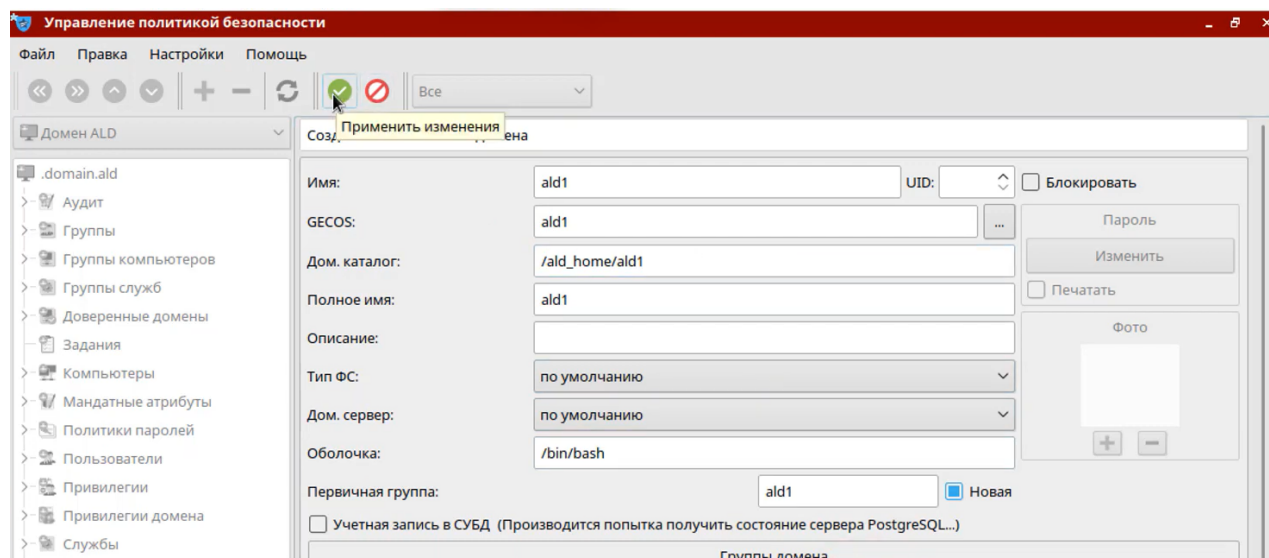 Управление политикой безопасности
Файл Правка Настройки Помощь
Все
Применить изменения
Домен ALD
.domain.ald
Аудит
Группы
Группы компьютеров
Группы служб
Доверенные домены
Задания
Компьютеры
Мандатные атрибуты
Политики паролей
Пользователи
Привилегии
Привилегии домена
Службы
Имя: ald1 UID: Блокировать
GECOS: ald1 ...
Дом. каталог: /ald_home/ald1
Полное имя: ald1
Описание:
Тип ФС: по умолчанию
Дом. сервер: по умолчанию
Оболочка: /bin/bash
Первичная группа: ald1 Новая
Учетная запись в СУБД (Производится попытка получить состояние сервера PostgreSQL...)
Группы домена
Пароль
Изменить
Печатать
Фото